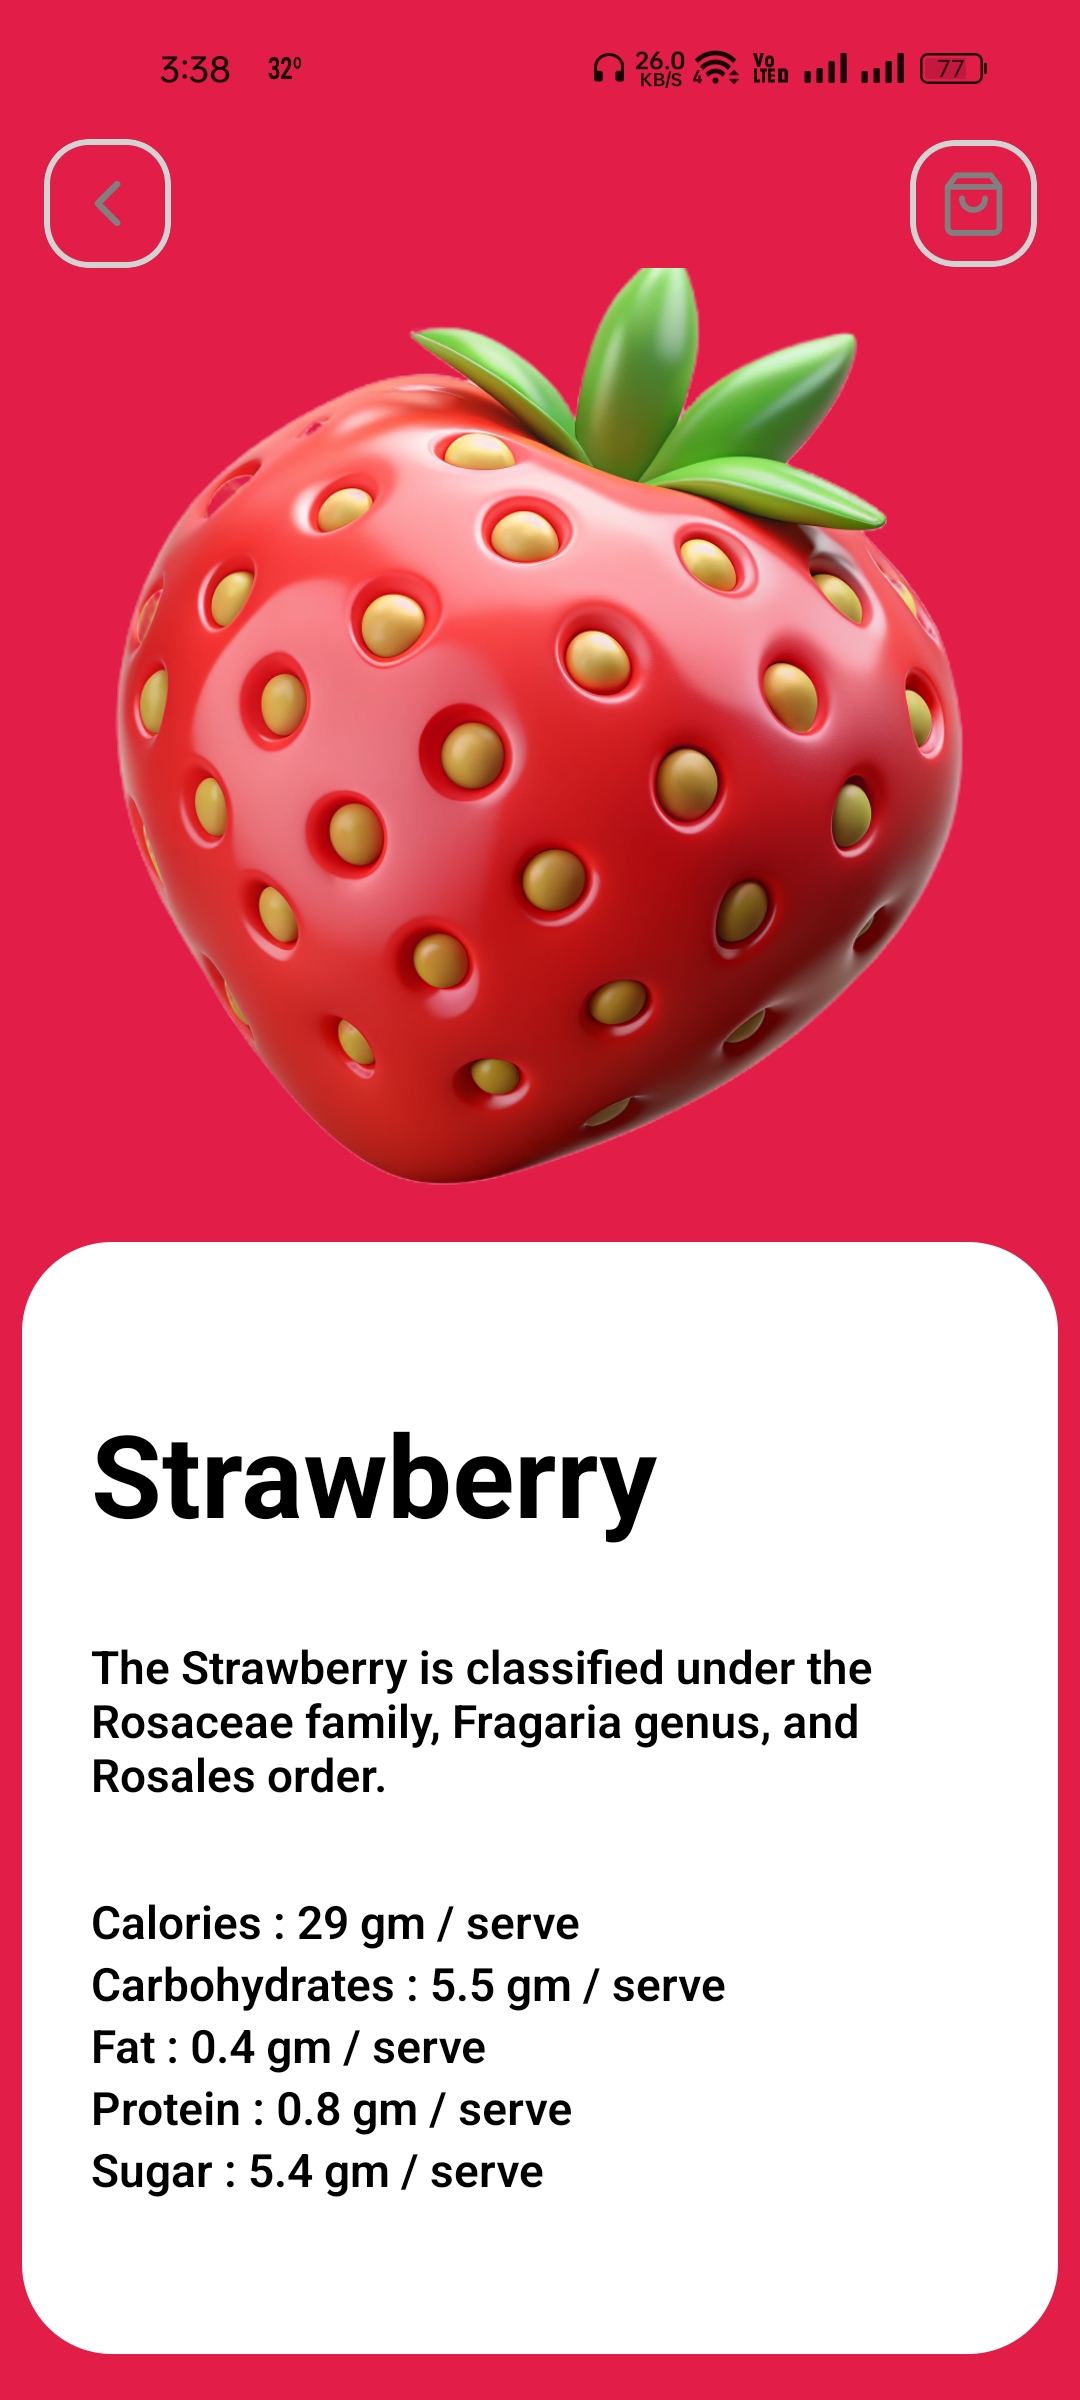 3:38 32⁰ 26.0 KB/S 4 Vo LTE D 77
Strawberry
The Strawberry is classified under the
Rosaceae family, Fragaria genus, and
Rosales order.
Calories : 29 gm / serve
Carbohydrates : 5.5 gm / serve
Fat : 0.4 gm / serve
Protein : 0.8 gm / serve
Sugar : 5.4 gm / serve